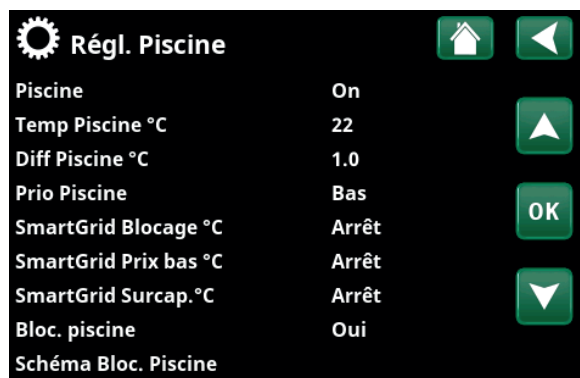 Régl. Piscine
Piscine On
Temp Piscine °C 22
Diff Piscine °C 1.0
Prio Piscine Bas
SmartGrid Blocage °C Arrêt
OK
SmartGrid Prix bas °C Arrêt
SmartGrid Surcap.°C Arrêt
Bloc. piscine Oui
Schéma Bloc. Piscine